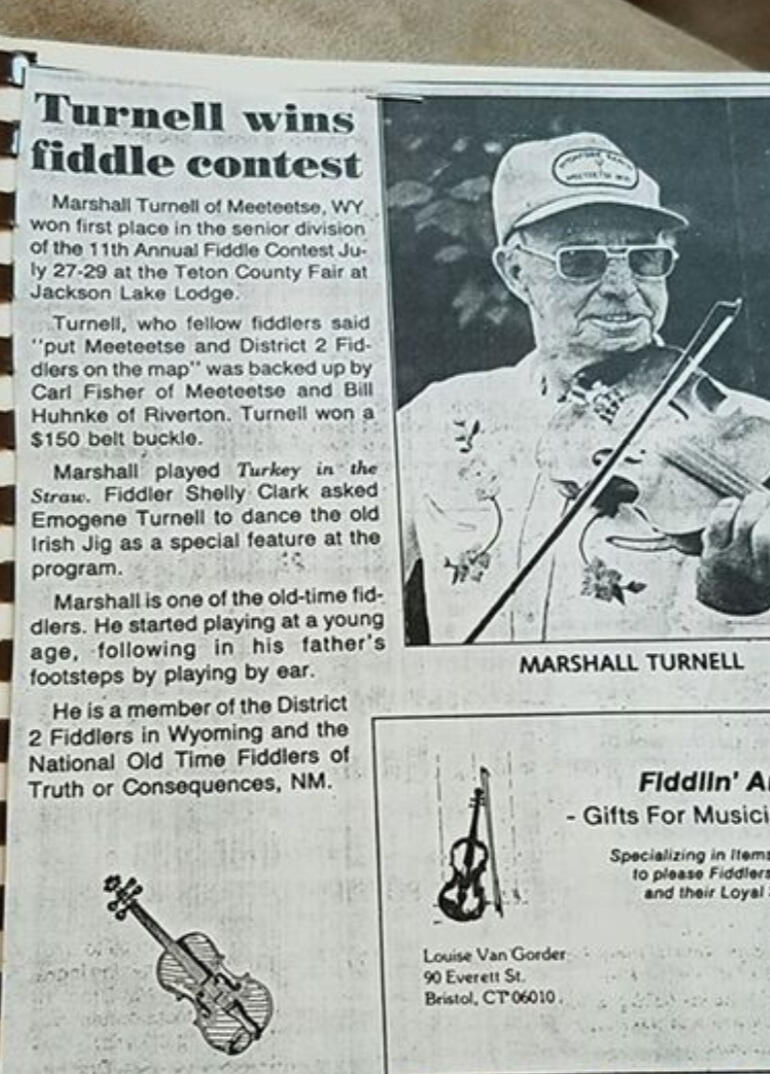 Turnell wins
fiddle contest
Marshall Turnell of Meeteetse, WY
won first place in the senior division
of the 11th Annual Fiddle Contest Ju-
ly 27-29 at the Teton County Fair at
Jackson Lake Lodge.
Turnell, who fellow fiddlers said
"put Meeteetse and District 2 Fid-
dlers on the map" was backed up by
Carl Fisher of Meeteetse and Bill
Huhnke of Riverton. Turnell won a
$150 belt buckle.
Marshall played Turkey in the
Straw. Fiddler Shelly Clark asked
Emogene Turnell to dance the old
Irish Jig as a special feature at the
program.
Marshall is one of the old-time fid-
dlers. He started playing at a young
age, following in his father's
footsteps by playing by ear.
He is a member of the District
2 Fiddlers in Wyoming and the
National Old Time Fiddlers of
Truth or Consequences, NM.
MEETEETSE WYO
MARSHALL TURNELL
Fiddlin' A
- Gifts For Musici
Specializing in Items
to please Fiddlers
and their Loyal
Louise Van Gorder
90 Everett St.
Bristol, CT 06010